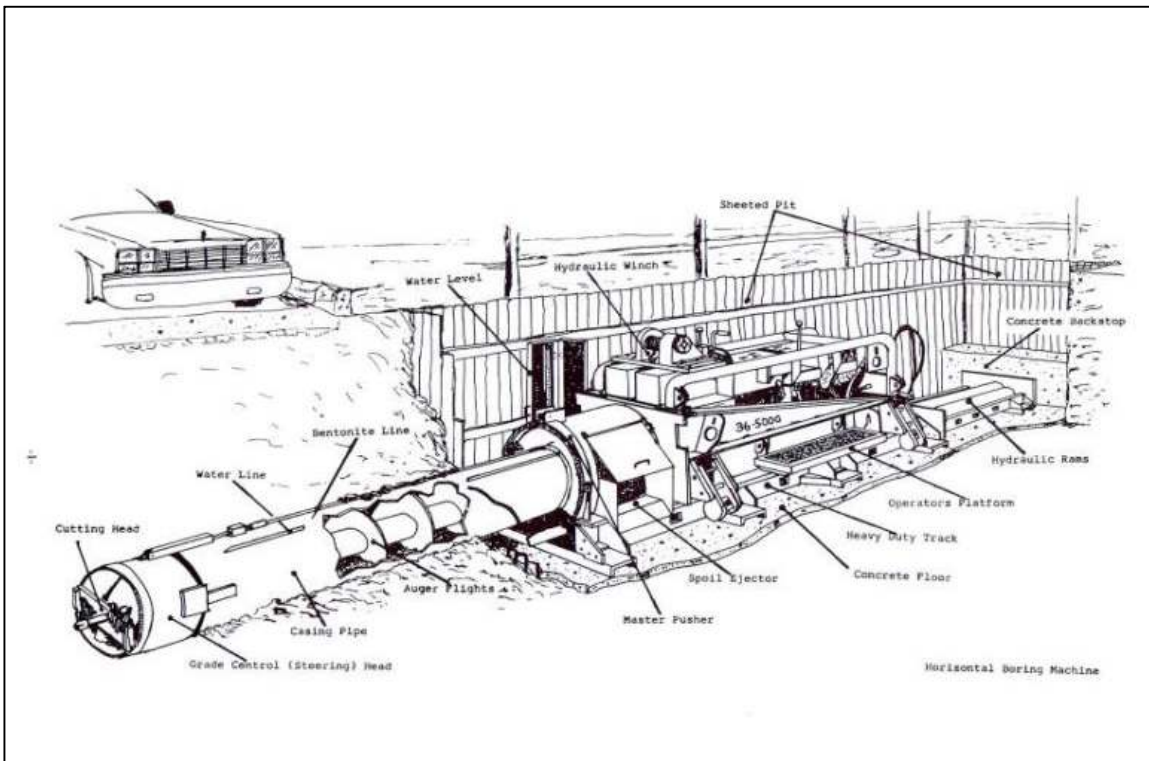 Sheeted Pit
Hydraulic Winch
Water Level
Concrete Backstop
Bentonite Line
36-5000
Water Line
Hydraulic Rams
Operators Platform
Cutting Head
Heavy Duty Track
Auger Flights
Spoil Ejector
Concrete Floor
Casing Pipe
Master Pusher
Grade Control (Steering) Head
Horizontal Boring Machine